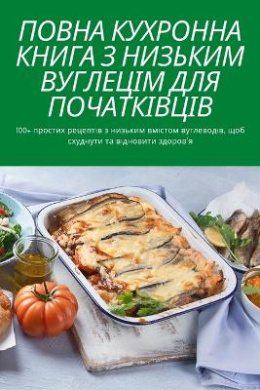 ПОВНА КУХРОННА
КНИГА З НИЗЬКИМ
ВУГЛЕЦІМ ДЛЯ
ПОЧАТКІВЦІВ
100+ простих рецептів з низьким вмістом вуглеводів, щоб
схуднути та відновити здоров'я